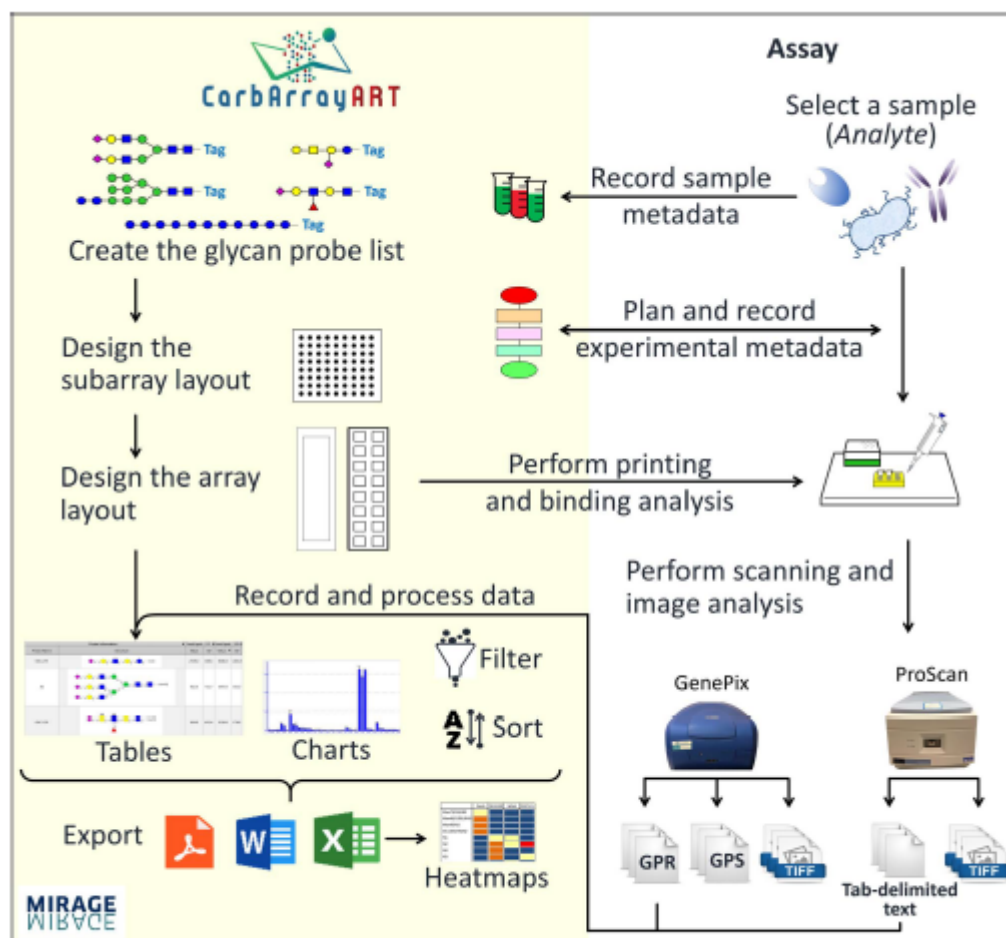 CarbArrayART
Tag
Tag
Tag
Tag
Tag
Create the glycan probe list
Design the
subarray layout
Design the array
layout
Assay
Select a sample
(Analyte)
Record sample
metadata
Plan and record
experimental metadata
Perform printing
and binding analysis
Perform scanning and
image analysis
Record and process data
Tables
Charts
Filter
A
Z
Sort
Export
W
X
Heatmaps
GenePix
ProScan
GPR
GPS
TIFF
Tab-delimited
text
TIFF
MIRAGE